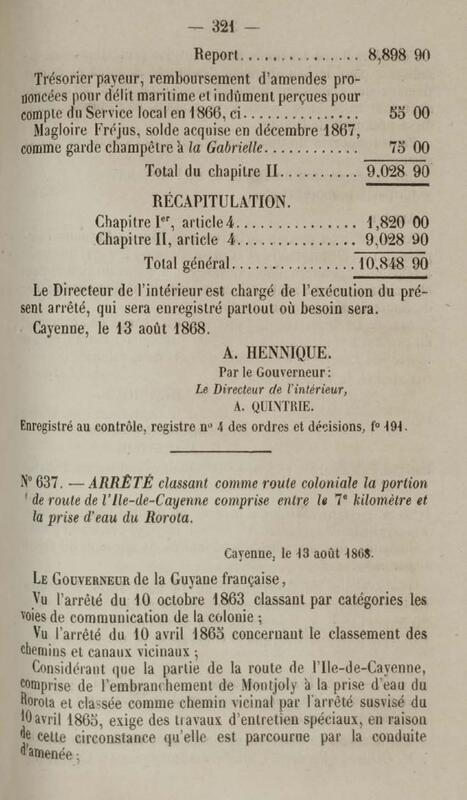 — 321 —
Report................ 8,898 90
Trésorier payeur, remboursement d'amendes pro-
noncées pour délit maritime et indûment perçues pour
compte du Service local en 1866, ci................ 55 00
Magloire Fréjus, solde acquise en décembre 1867,
comme garde champêtre à la Gabrielle............ 75 00
Total du chapitre II.......... 9,028 90
RÉCAPITULATION.
Chapitre Ier, article 4................ 1,820 00
Chapitre II, article 4................ 9,028 90
Total général................ 10,848 90
Le Directeur de l'intérieur est chargé de l'exécution du pré-
sent arrêté, qui sera enregistré partout où besoin sera.
Cayenne, le 13 août 1868.
A. HENNIQUE.
Par le Gouverneur :
Le Directeur de l'intérieur,
A. QUINTRIE.
Enregistré au contrôle, registre n° 4 des ordres et décisions, f° 191.
N° 637. — ARRÊTÉ classant comme route coloniale la portion
de route de l'Ile-de-Cayenne comprise entre le 7e kilomètre et
la prise d'eau du Rorota.
Cayenne, le 13 août 1868.
LE GOUVERNEUR de la Guyane française,
Vu l'arrêté du 10 octobre 1863 classant par catégories les
voies de communication de la colonie ;
Vu l'arrêté du 10 avril 1865 concernant le classement des
chemins et canaux vicinaux ;
Considérant que la partie de la route de l'Ile-de-Cayenne,
comprise de l'embranchement de Montjoly à la prise d'eau du
Rorota et classée comme chemin vicinal par l'arrêté susvisé du
10 avril 1865, exige des travaux d'entretien spéciaux, en raison
de cette circonstance qu'elle est parcourue par la conduite
d'amenée ;